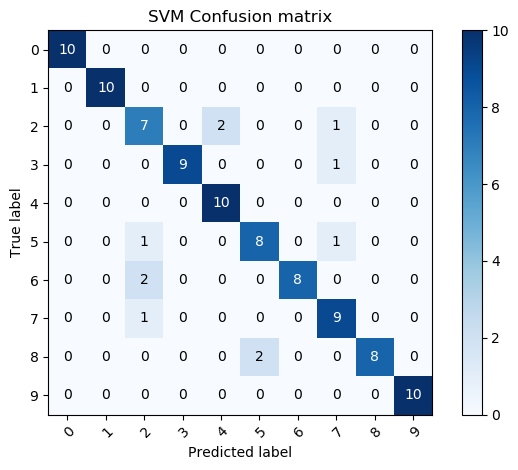 SVM Confusion matrix
0 10 0 0 0 0 0 0 0 0 0 10
1 0 10 0 0 0 0 0 0 0 0
2 0 0 7 0 2 0 0 1 0 0 8
3 0 0 0 9 0 0 0 1 0 0
4 0 0 0 0 10 0 0 0 0 0 6
5 0 0 1 0 0 8 0 1 0 0 4
6 0 0 2 0 0 0 8 0 0 0
7 0 0 1 0 0 0 0 9 0 0 2
8 0 0 0 0 0 2 0 0 8 0
9 0 0 0 0 0 0 0 0 0 10 0
True label
0 1 2 3 4 5 6 7 8 9
Predicted label